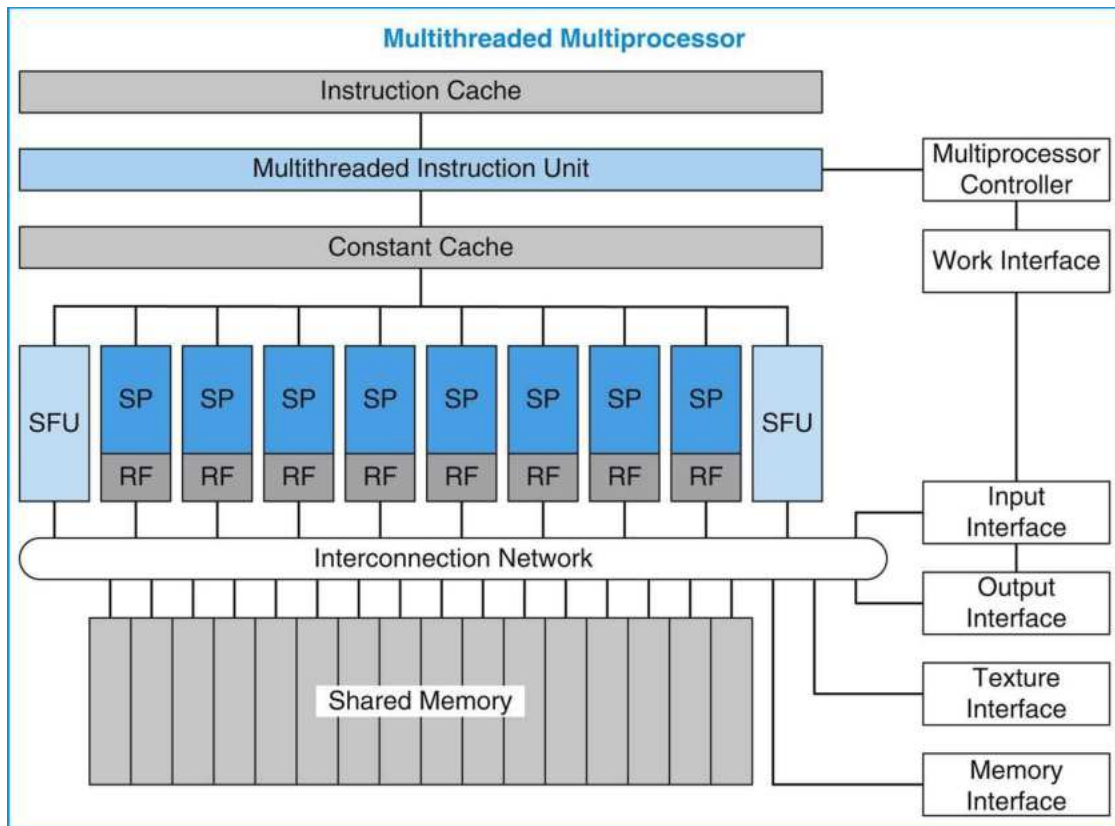 Multithreaded Multiprocessor
Instruction Cache
Multithreaded Instruction Unit
Multiprocessor
Controller
Constant Cache
Work Interface
SFU
SP
SP
SP
SP
SP
SP
SP
SP
SFU
RF
RF
RF
RF
RF
RF
RF
RF
Input
Interface
Interconnection Network
Output
Interface
Shared Memory
Texture
Interface
Memory
Interface